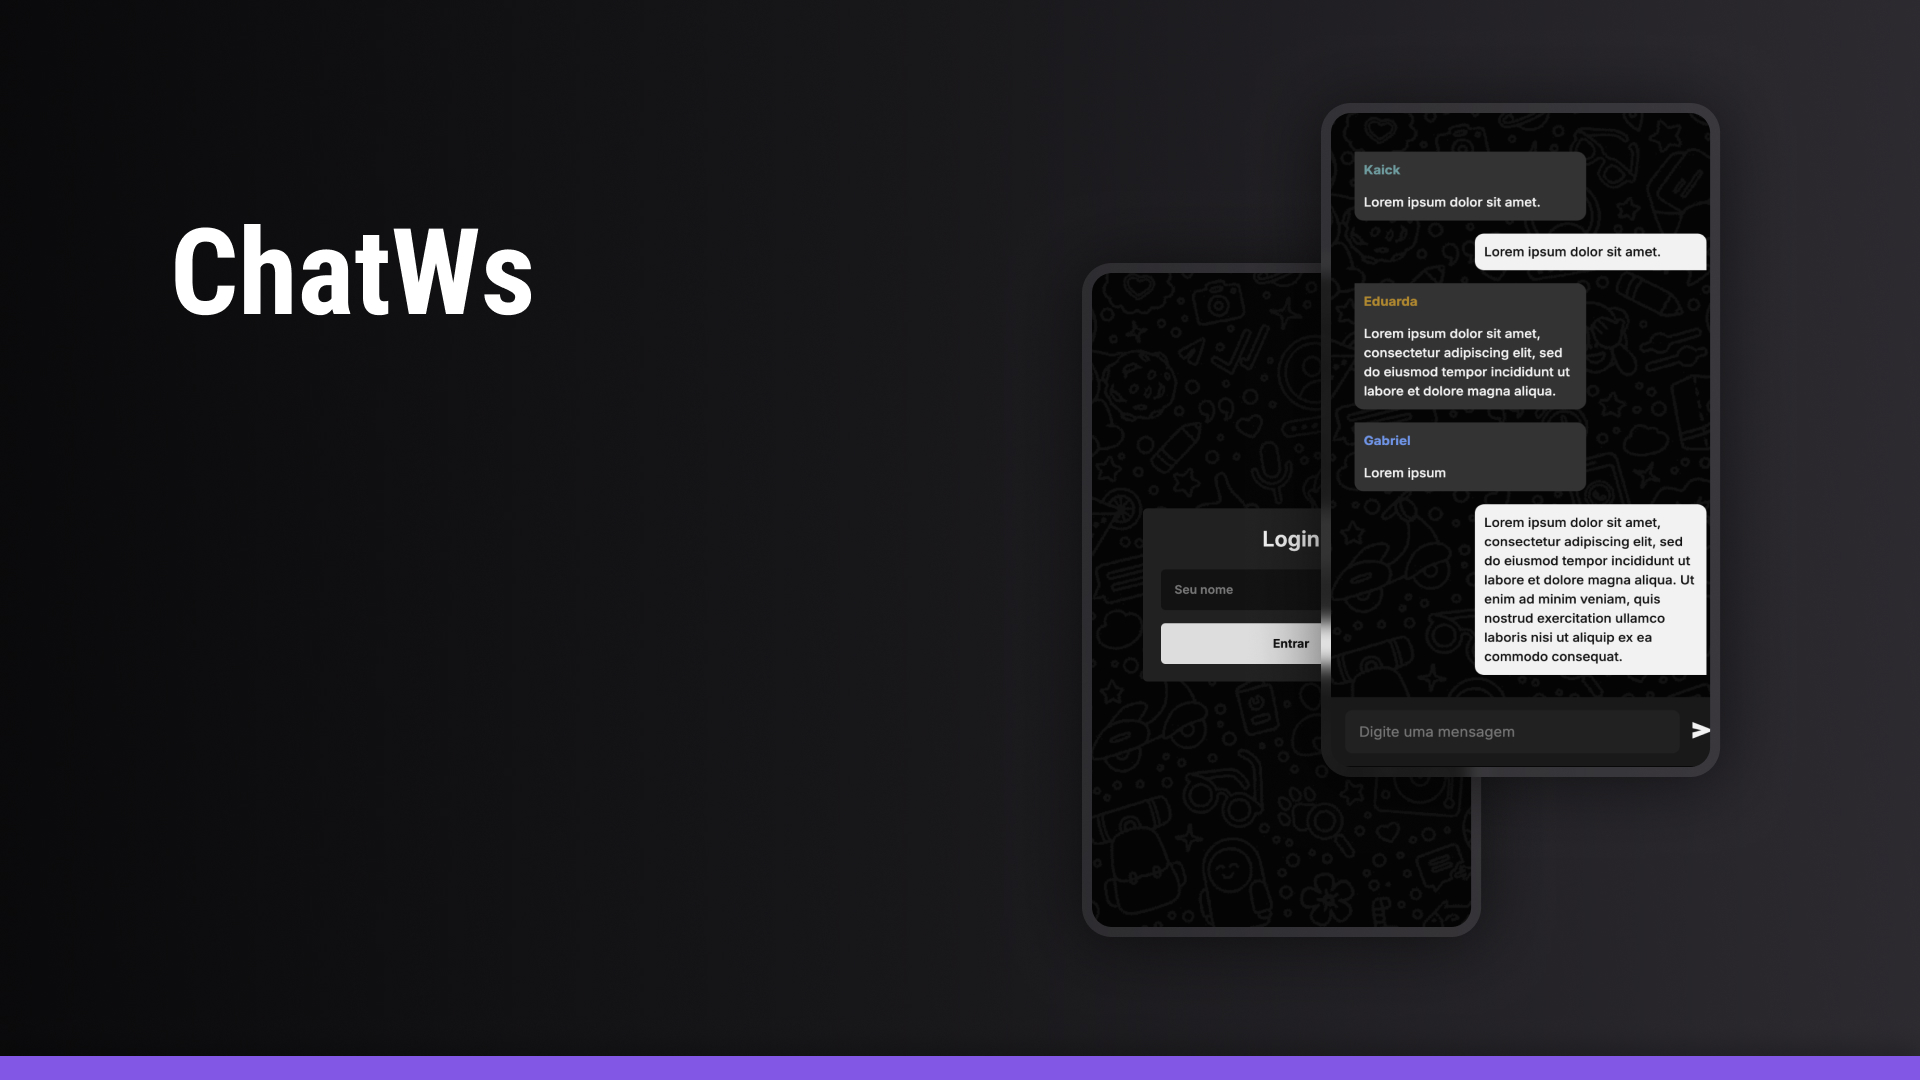 ChatWs
Login
Seu nome
Entrar
Kaick
Lorem ipsum dolor sit amet.
Lorem ipsum dolor sit amet.
Eduarda
Lorem ipsum dolor sit amet,
consectetur adipiscing elit, sed
do eiusmod tempor incididunt ut
labore et dolore magna aliqua.
Gabriel
Lorem ipsum
Lorem ipsum dolor sit amet,
consectetur adipiscing elit, sed
do eiusmod tempor incididunt ut
labore et dolore magna aliqua. Ut
enim ad minim veniam, quis
nostrud exercitation ullamco
laboris nisi ut aliquip ex ea
commodo consequat.
Digite uma mensagem